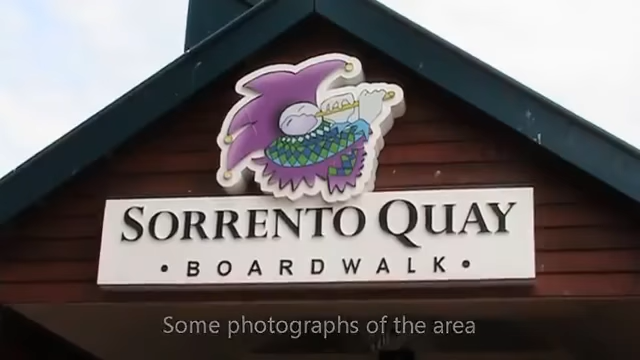 SORRENTO QUAY
• BOARDWALK •
Some photographs of the area